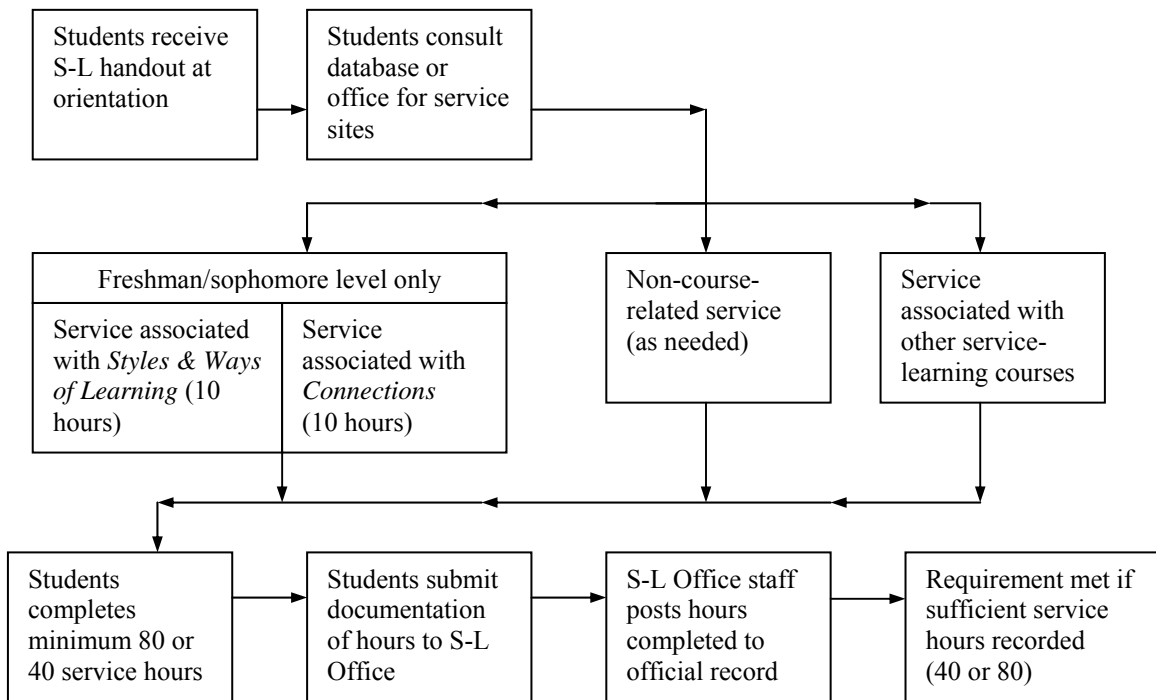 Students receive
S-L handout at
orientation
Students consult
database or
office for service
sites
Freshman/sophomore level only
Service associated
with Styles & Ways
of Learning (10
hours)
Service
associated with
Connections
(10 hours)
Non-course-
related service
(as needed)
Service
associated with
other service-
learning courses
Students
completes
minimum 80 or
40 service hours
Students submit
documentation
of hours to S-L
Office
S-L Office staff
posts hours
completed to
official record
Requirement met if
sufficient service
hours recorded
(40 or 80)